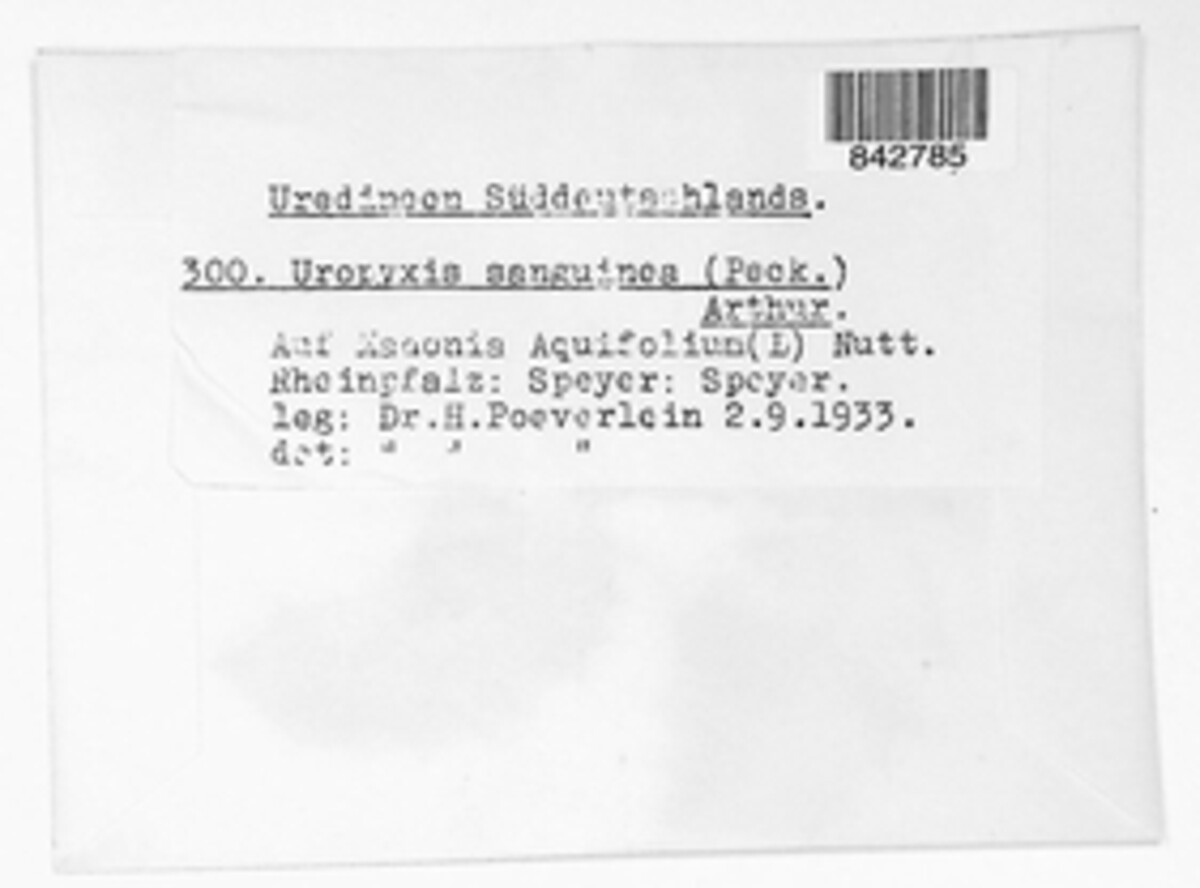 842785
Uredineen Süddeutschlands.
300. Uropyxis sanguinea (Peck.)
Arthur.
Auf Mahonia Aquifolium(L) Nutt.
Rheinpfalz: Speyer: Speyer.
leg: Dr.H.Poeverlein 2.9.1933.
det: " " "